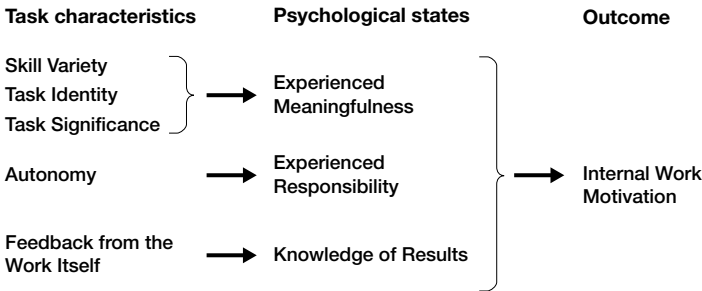 Task characteristics
Psychological states
Outcome
Skill Variety
Task Identity
Task Significance
Experienced
Meaningfulness
Autonomy
Experienced
Responsibility
Internal Work
Motivation
Feedback from the
Work Itself
Knowledge of Results